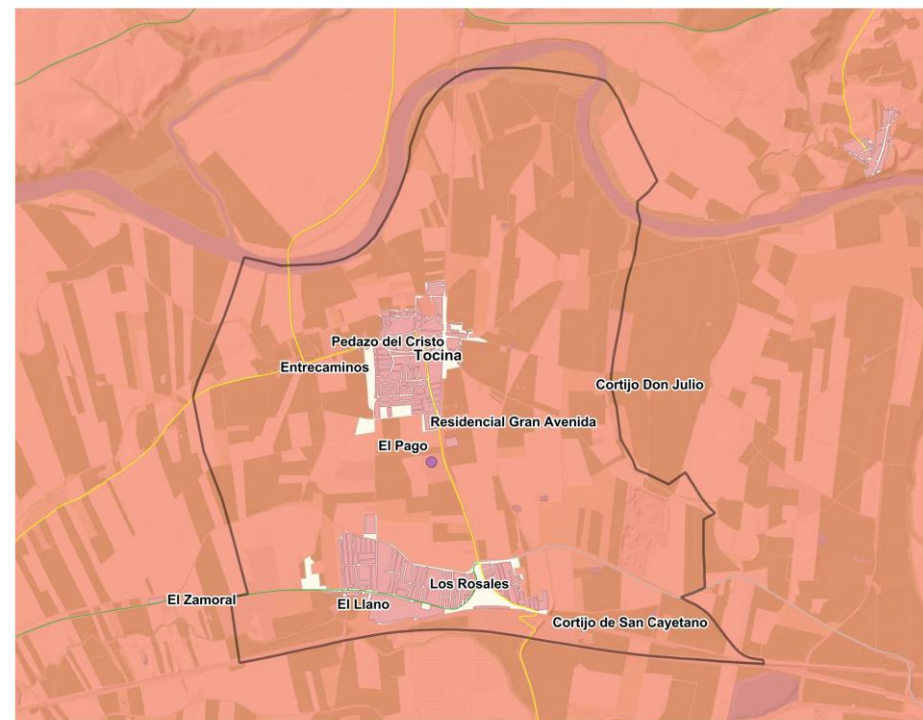 Pedazo del Cristo
Tocina
Entrecaminos
Cortijo Don Julio
Residencial Gran Avenida
El Pago
Los Rosales
El Zamoral
El Llano
Cortijo de San Cayetano